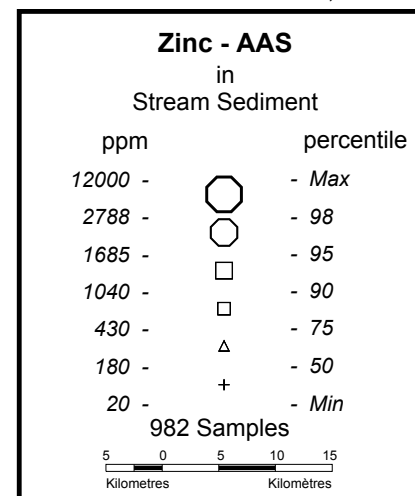 Zinc - AAS
in
Stream Sediment
ppm percentile
12000 - - Max
2788 - - 98
1685 - - 95
1040 - - 90
430 - - 75
180 - - 50
20 - - Min
982 Samples
5 0 5 10 15
Kilometres Kilomètres